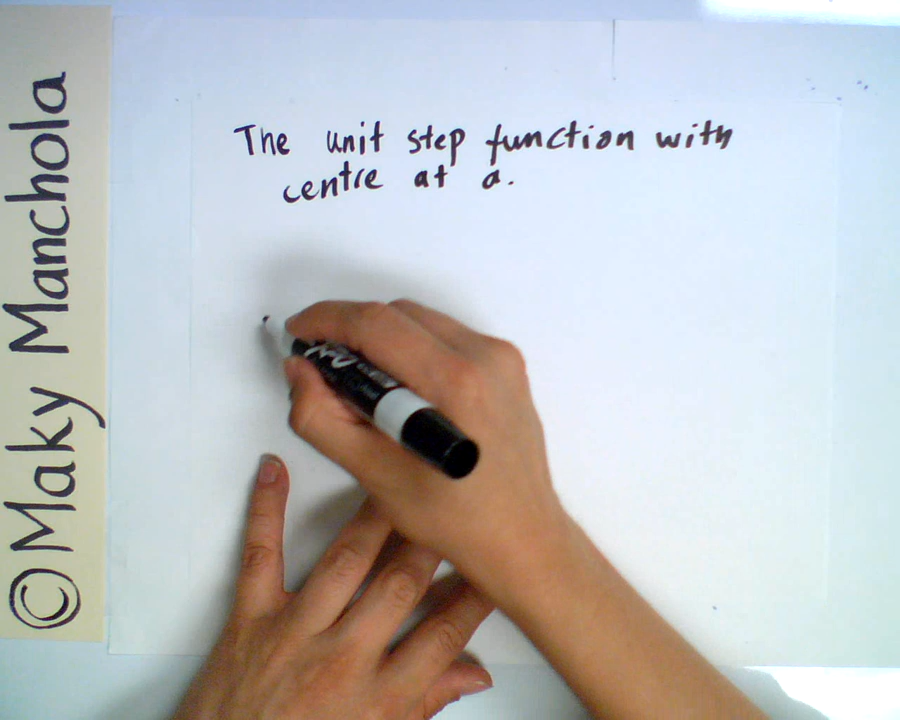 The unit step function with
centre at a.
©Maky Manchola